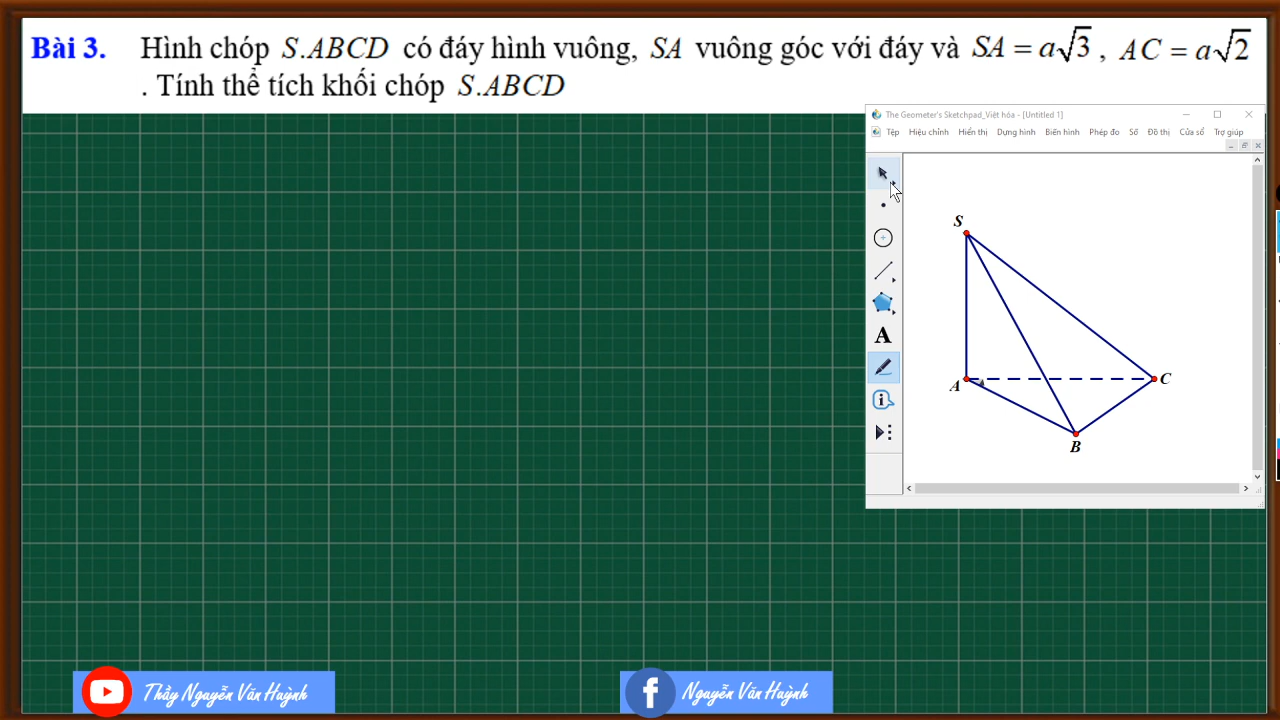 Bài 3. Hình chóp S.ABCD có đáy hình vuông, SA vuông góc với đáy và SA = a√3 , AC = a√2
. Tính thể tích khối chóp S.ABCD
The Geometer's Sketchpad_Việt hóa - [Untitled 1]
Tệp Hiệu chỉnh Hiển thị Dựng hình Biến hình Phép đo Số Đồ thị Cửa sổ Trợ giúp
S
A
A
C
B
Thầy Nguyễn Văn Huỳnh
Nguyễn Văn Huỳnh